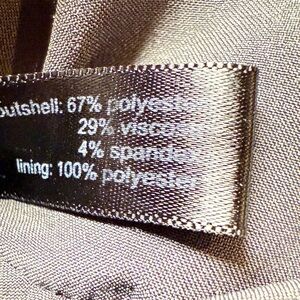 outshell: 67% polyester
29% viscose
4% spandex
lining: 100% polyester